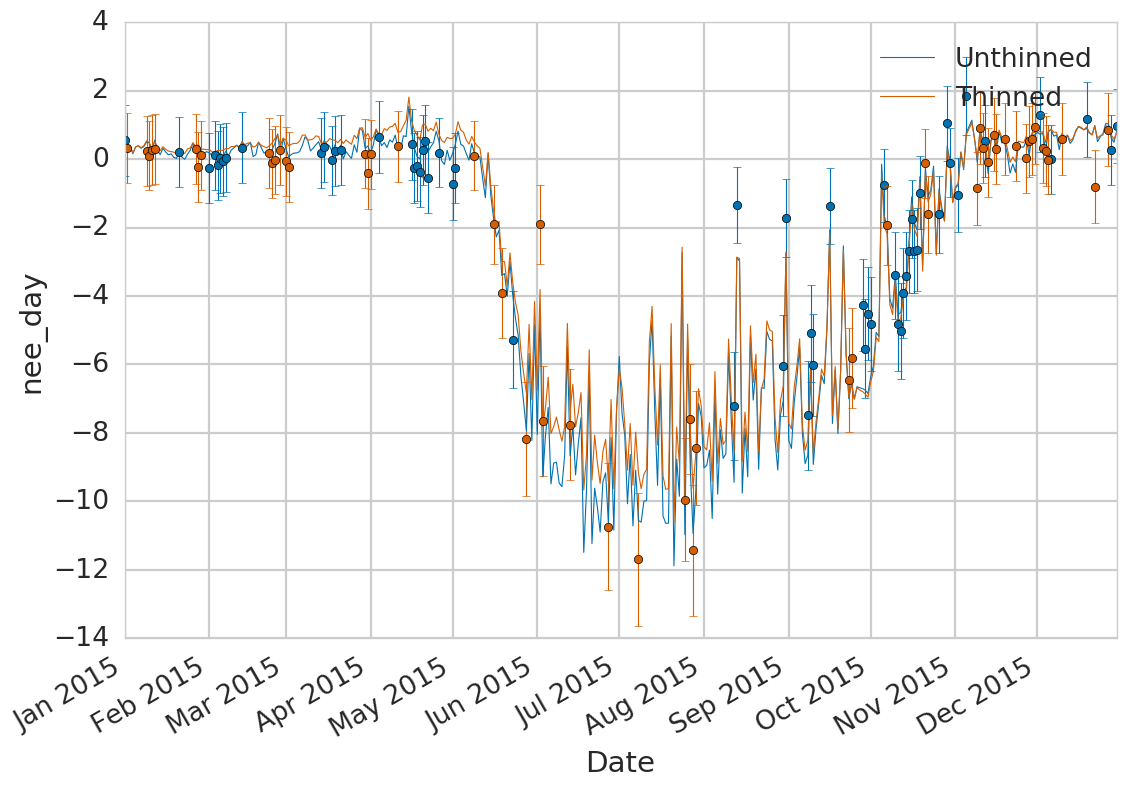 4
2
0
−2
−4
−6
−8
−10
−12
−14
nee_day
Unthinned
Thinned
Jan 2015
Feb 2015
Mar 2015
Apr 2015
May 2015
Jun 2015
Jul 2015
Aug 2015
Sep 2015
Oct 2015
Nov 2015
Dec 2015
Date